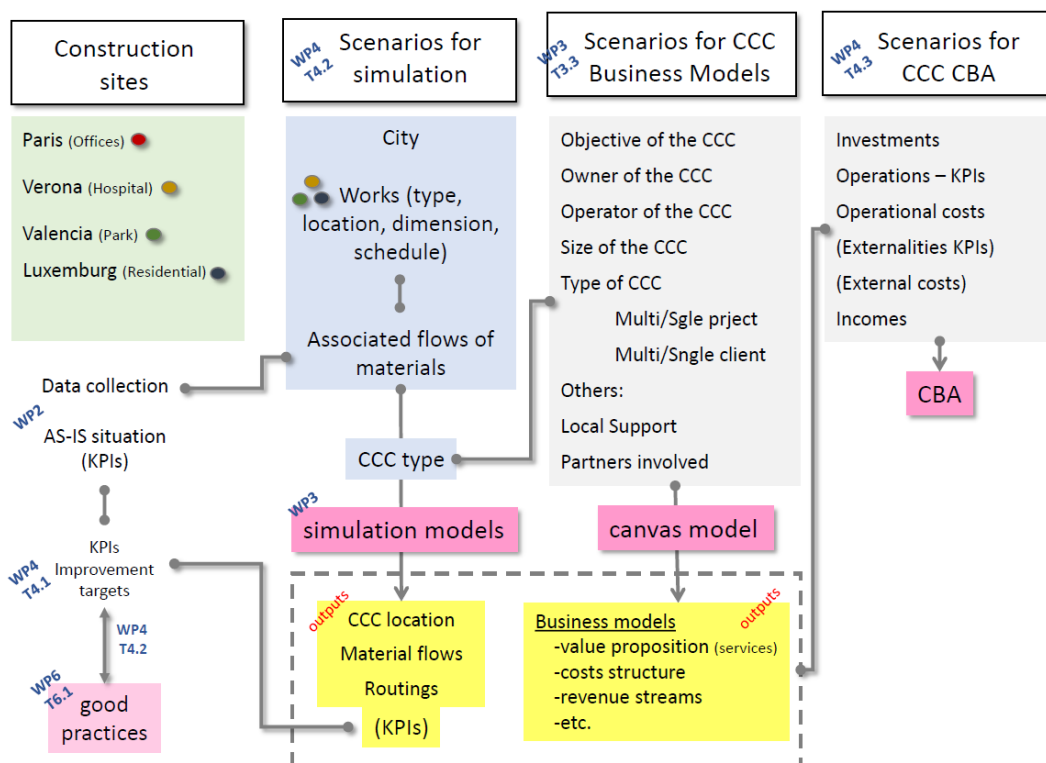 Construction
sites
Paris (Offices)
Verona (Hospital)
Valencia (Park)
Luxemburg (Residential)
Data collection
WP2
AS-IS situation
(KPIs)
KPIs
Improvement
targets
WP4
T4.1
WP4
T4.2
WP6
T6.1
good
practices
WP4
T4.2
Scenarios for
simulation
City
Works (type,
location, dimension,
schedule)
Associated flows of
materials
CCC type
WP3
simulation models
outputs
CCC location
Material flows
Routings
(KPIs)
WP3
T3.3
Scenarios for CCC
Business Models
Objective of the CCC
Owner of the CCC
Operator of the CCC
Size of the CCC
Type of CCC
Multi/Sgle prject
Multi/Sngle client
Others:
Local Support
Partners involved
canvas model
outputs
Business models
-value proposition (services)
-costs structure
-revenue streams
-etc.
WP4
T4.3
Scenarios for
CCC CBA
Investments
Operations – KPIs
Operational costs
(Externalities KPIs)
(External costs)
Incomes
CBA